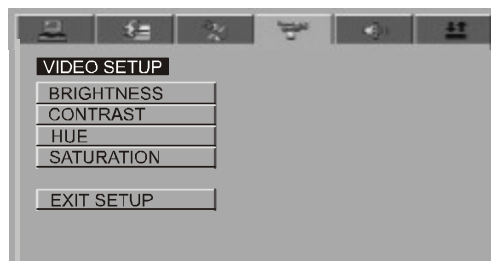 VIDEO SETUP
BRIGHTNESS
CONTRAST
HUE
SATURATION
EXIT SETUP